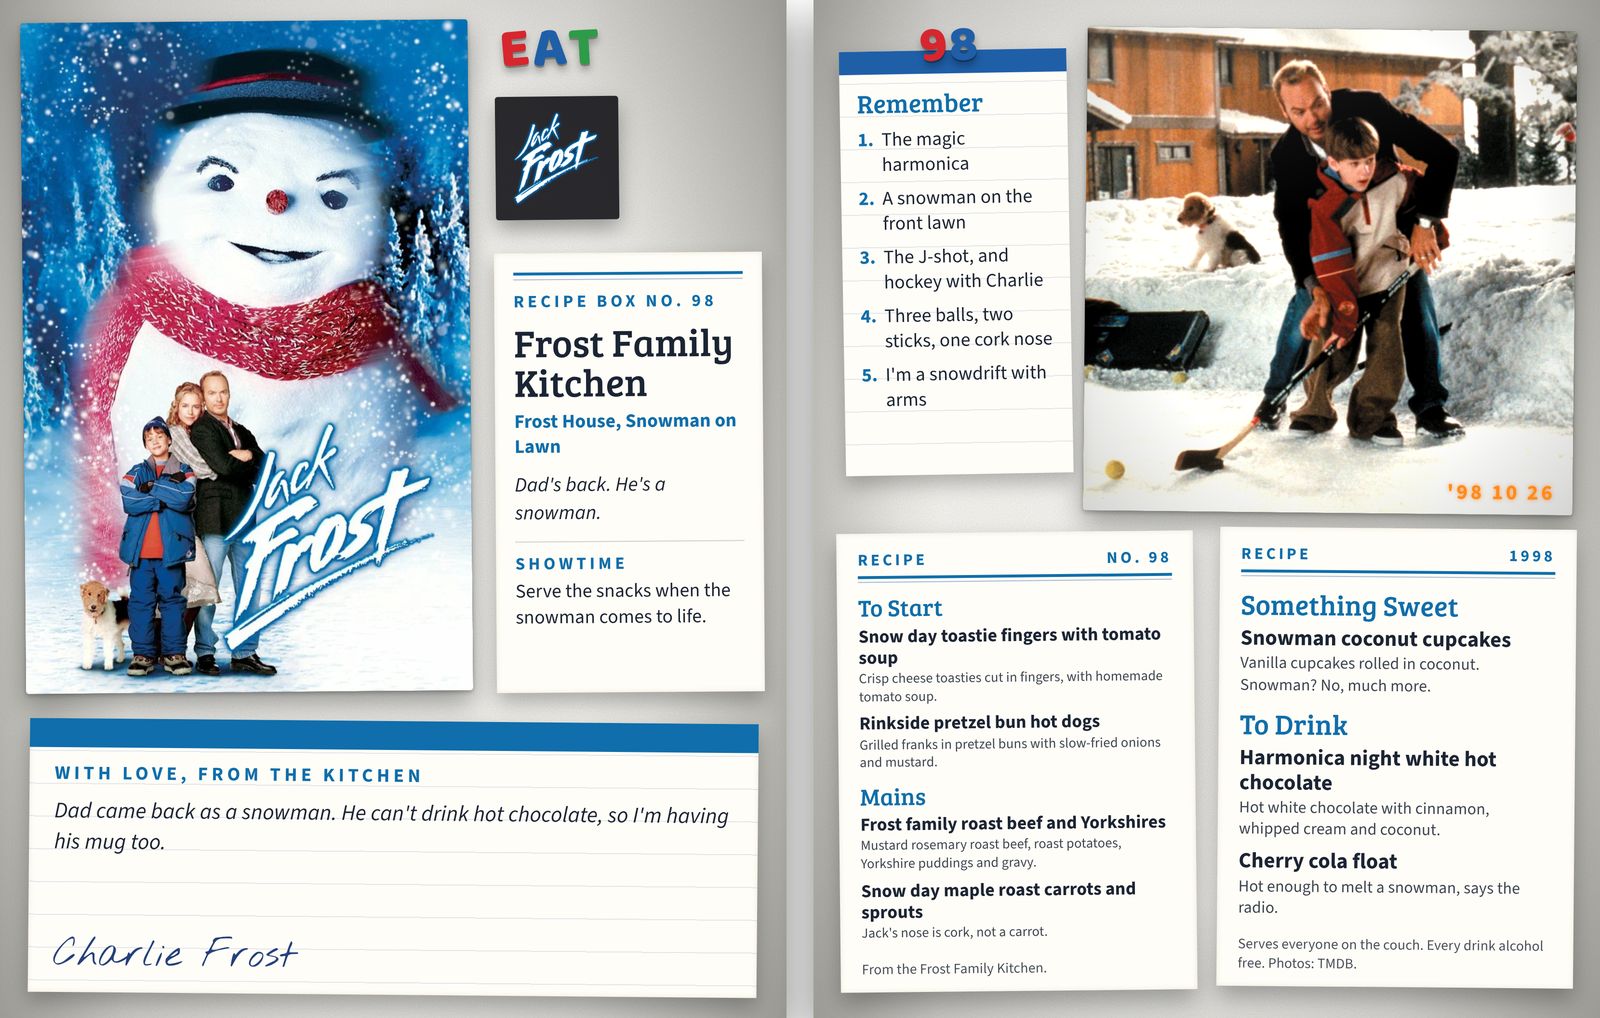 EAT
Jack
Frost
RECIPE BOX NO. 98
Frost Family
Kitchen
Frost House, Snowman on
Lawn
Dad's back. He's a
snowman.
SHOWTIME
Serve the snacks when the
snowman comes to life.
Jack
Frost
WITH LOVE, FROM THE KITCHEN
Dad came back as a snowman. He can't drink hot chocolate, so I'm having
his mug too.
Charlie Frost
98
Remember
1. The magic
harmonica
2. A snowman on the
front lawn
3. The J-shot, and
hockey with Charlie
4. Three balls, two
sticks, one cork nose
5. I'm a snowdrift with
arms
'98 10 26
RECIPE NO. 98
To Start
Snow day toastie fingers with tomato
soup
Crisp cheese toasties cut in fingers, with homemade
tomato soup.
Rinkside pretzel bun hot dogs
Grilled franks in pretzel buns with slow-fried onions
and mustard.
Mains
Frost family roast beef and Yorkshires
Mustard rosemary roast beef, roast potatoes,
Yorkshire puddings and gravy.
Snow day maple roast carrots and
sprouts
Jack's nose is cork, not a carrot.
From the Frost Family Kitchen.
RECIPE 1998
Something Sweet
Snowman coconut cupcakes
Vanilla cupcakes rolled in coconut.
Snowman? No, much more.
To Drink
Harmonica night white hot
chocolate
Hot white chocolate with cinnamon,
whipped cream and coconut.
Cherry cola float
Hot enough to melt a snowman, says the
radio.
Serves everyone on the couch. Every drink alcohol
free. Photos: TMDB.